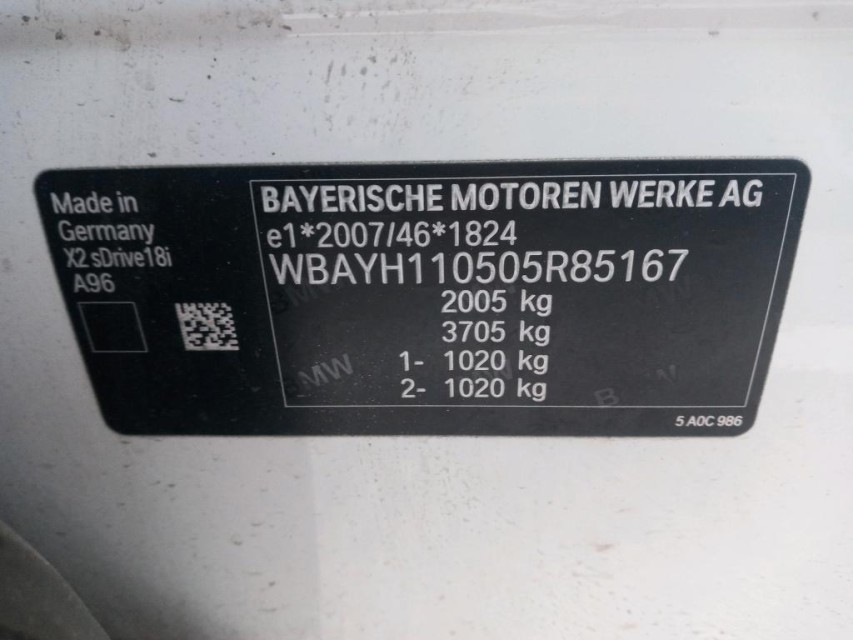 Made in
Germany
X2 sDrive18i
A96
BAYERISCHE MOTOREN WERKE AG
e1*2007/46*1824
WBAYH110505R85167
2005 kg
3705 kg
1- 1020 kg
2- 1020 kg
5 A0C 986